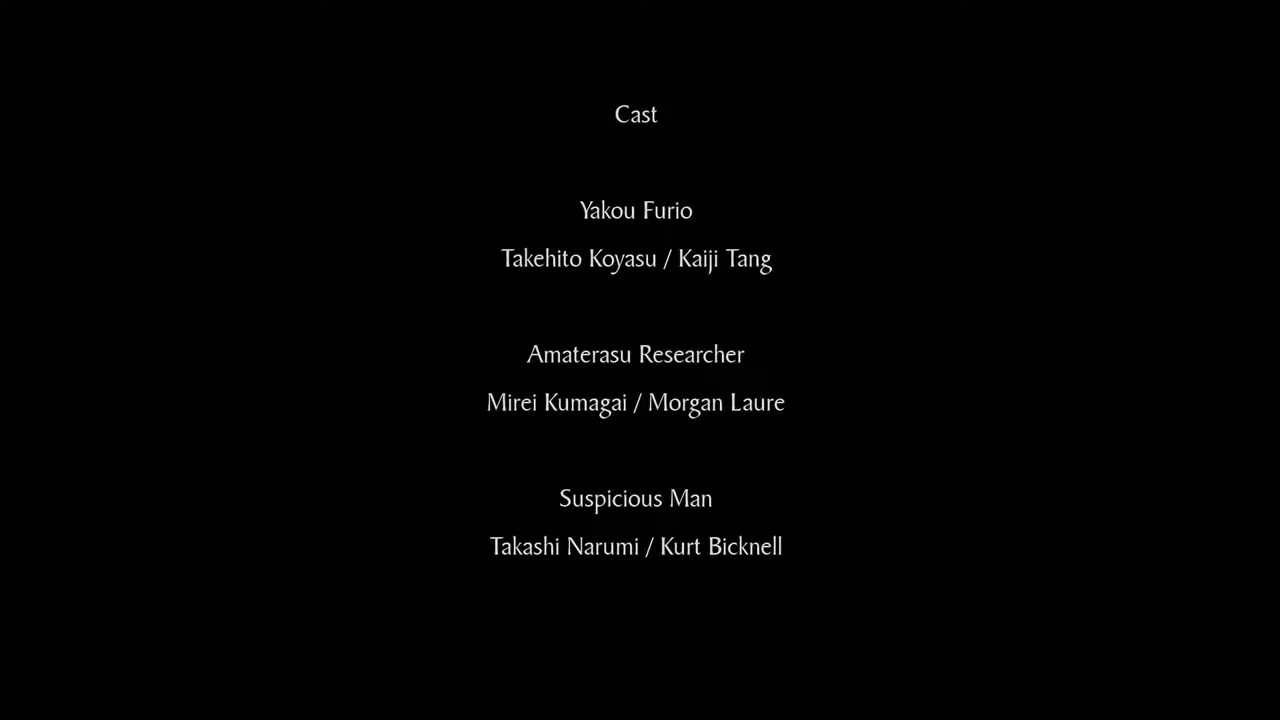 Cast
Yakou Furio
Takehito Koyasu / Kaiji Tang
Amaterasu Researcher
Mirei Kumagai / Morgan Laure
Suspicious Man
Takashi Narumi / Kurt Bicknell